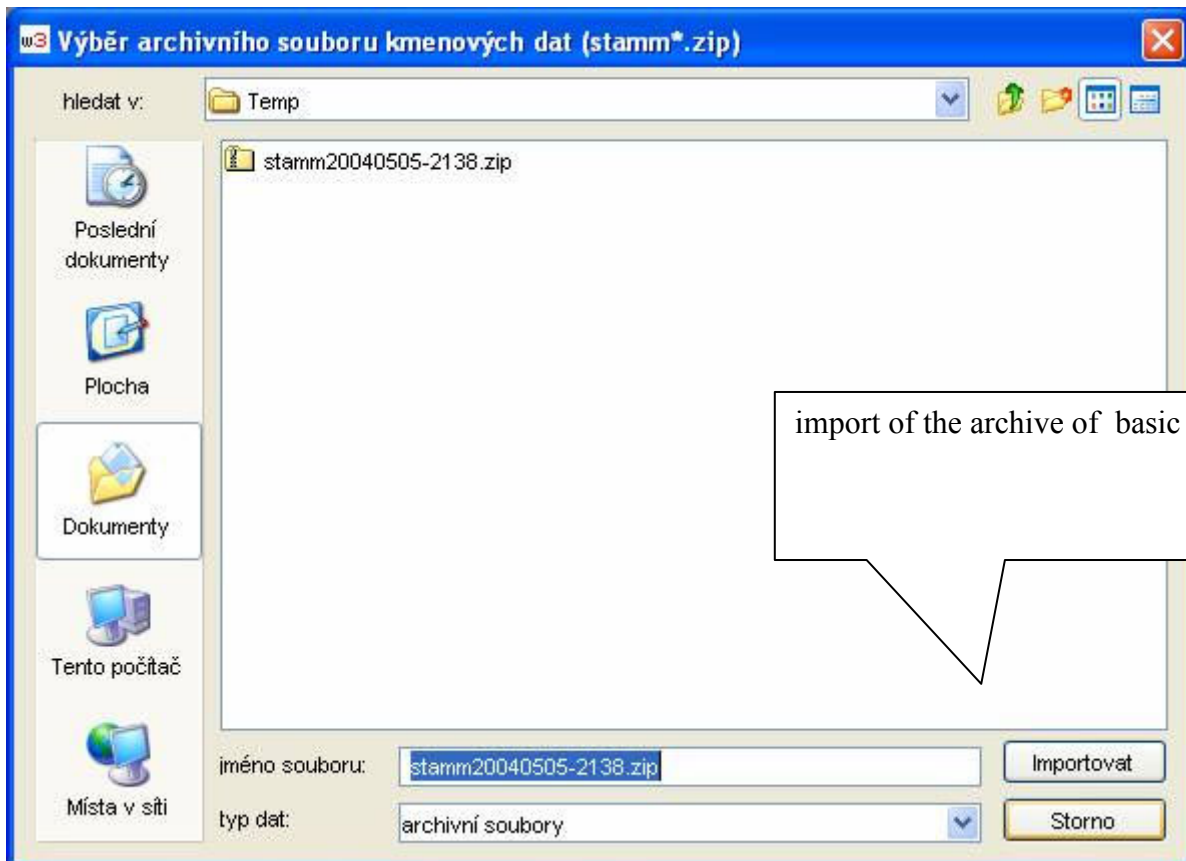 w3 Výběr archivního souboru kmenových dat (stamm*.zip)
hledat v: Temp
stamm20040505-2138.zip
Poslední
dokumenty
Plocha
import of the archive of basic
Dokumenty
Tento počítač
Místa v síti
jméno souboru: stamm20040505-2138.zip Importovat
typ dat: archivní soubory Storno